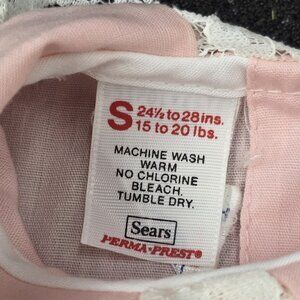 S 24½ to 28 ins.
15 to 20 lbs.
MACHINE WASH
WARM
NO CHLORINE
BLEACH.
TUMBLE DRY.
Sears
PERMA-PREST®